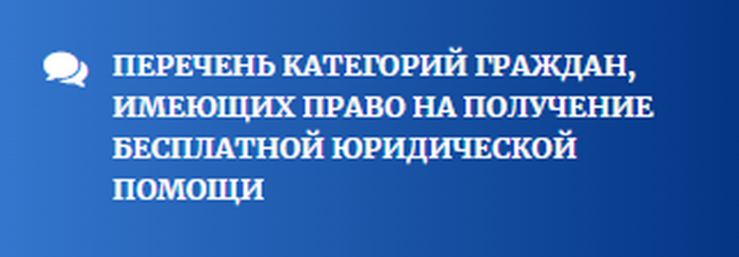 ПЕРЕЧЕНЬ КАТЕГОРИЙ ГРАЖДАН,
ИМЕЮЩИХ ПРАВО НА ПОЛУЧЕНИЕ
БЕСПЛАТНОЙ ЮРИДИЧЕСКОЙ
ПОМОЩИ